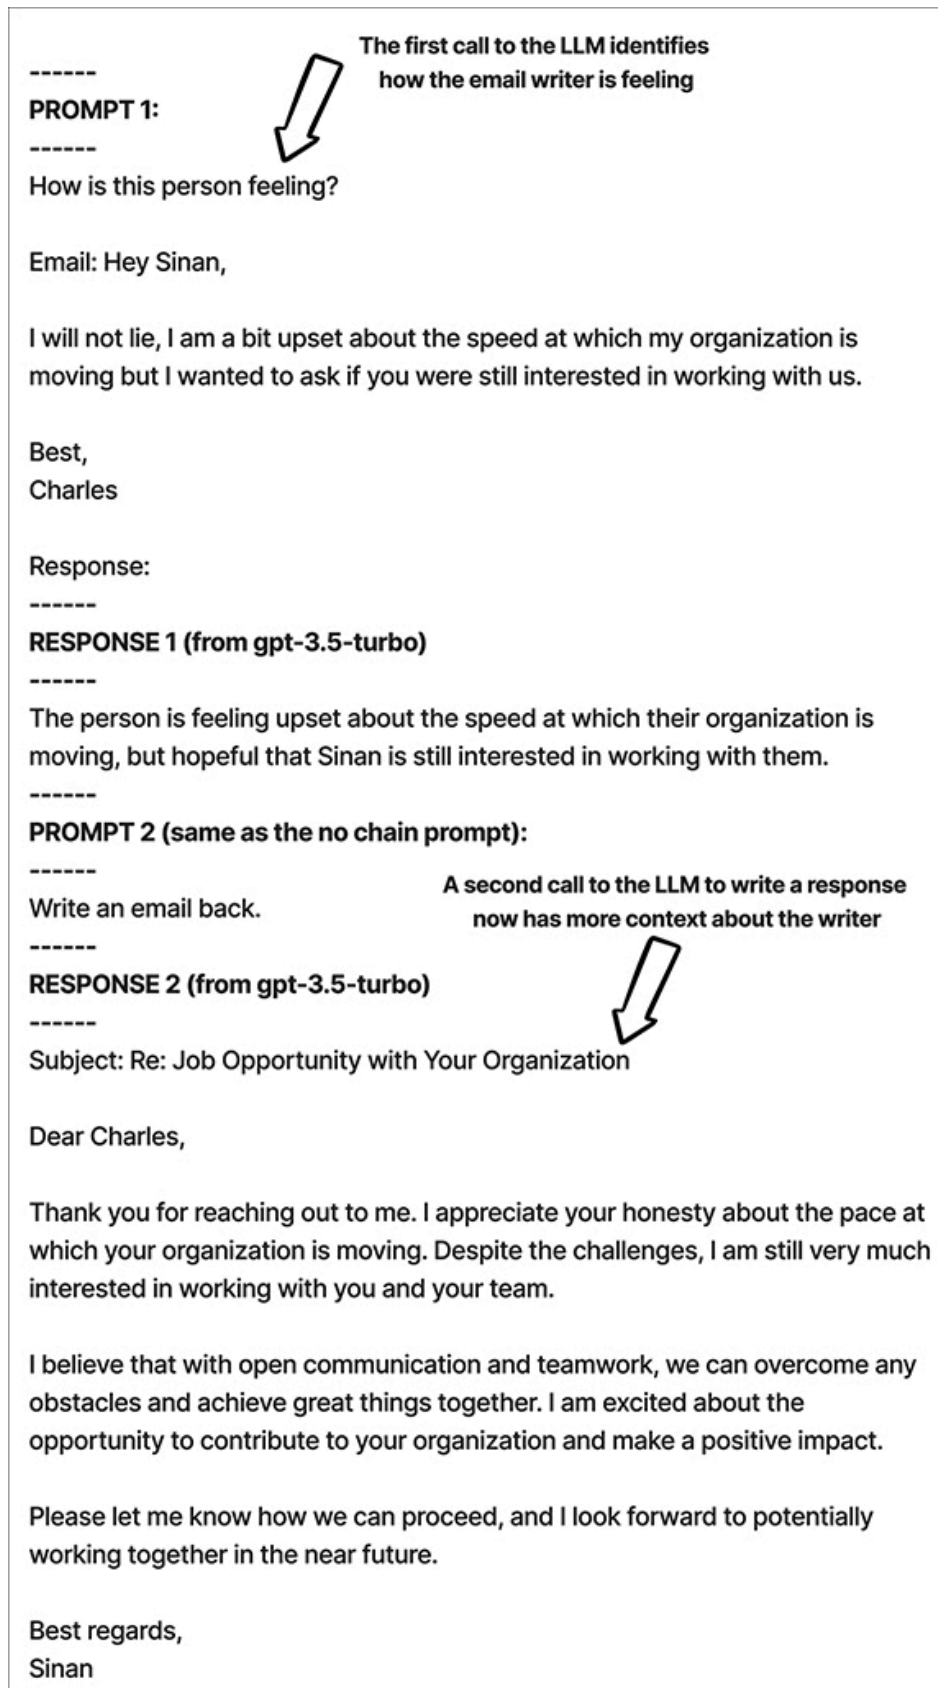 The first call to the LLM identifies
how the email writer is feeling
------
PROMPT 1:
------
How is this person feeling?
Email: Hey Sinan,
I will not lie, I am a bit upset about the speed at which my organization is
moving but I wanted to ask if you were still interested in working with us.
Best,
Charles
Response:
------
RESPONSE 1 (from gpt-3.5-turbo)
------
The person is feeling upset about the speed at which their organization is
moving, but hopeful that Sinan is still interested in working with them.
------
PROMPT 2 (same as the no chain prompt):
------
A second call to the LLM to write a response
now has more context about the writer
Write an email back.
------
RESPONSE 2 (from gpt-3.5-turbo)
------
Subject: Re: Job Opportunity with Your Organization
Dear Charles,
Thank you for reaching out to me. I appreciate your honesty about the pace at
which your organization is moving. Despite the challenges, I am still very much
interested in working with you and your team.
I believe that with open communication and teamwork, we can overcome any
obstacles and achieve great things together. I am excited about the
opportunity to contribute to your organization and make a positive impact.
Please let me know how we can proceed, and I look forward to potentially
working together in the near future.
Best regards,
Sinan